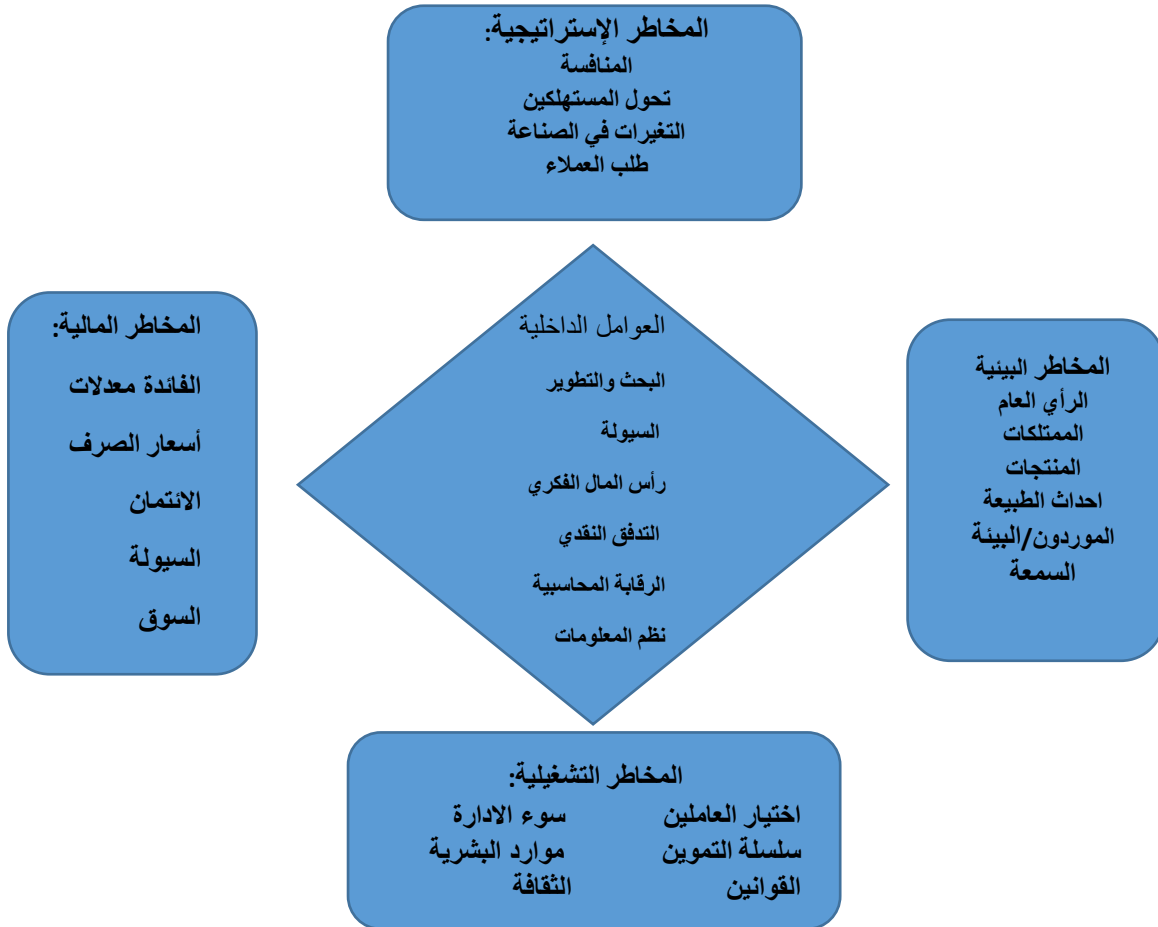 المخاطر الإستراتيجية:
المنافسة
تحول المستهلكين
التغيرات في الصناعة
طلب العملاء
المخاطر البيئية
الرأي العام
الممتلكات
المنتجات
احداث الطبيعة
الموردون/البيئة
السمعة
العوامل الداخلية
البحث والتطوير
السيولة
رأس المال الفكري
التدفق النقدي
الرقابة المحاسبية
نظم المعلومات
المخاطر المالية:
الفائدة معدلات
أسعار الصرف
الائتمان
السيولة
السوق
المخاطر التشغيلية:
اختيار العاملين سوء الادارة
سلسلة التموين موارد البشرية
القوانين الثقافة